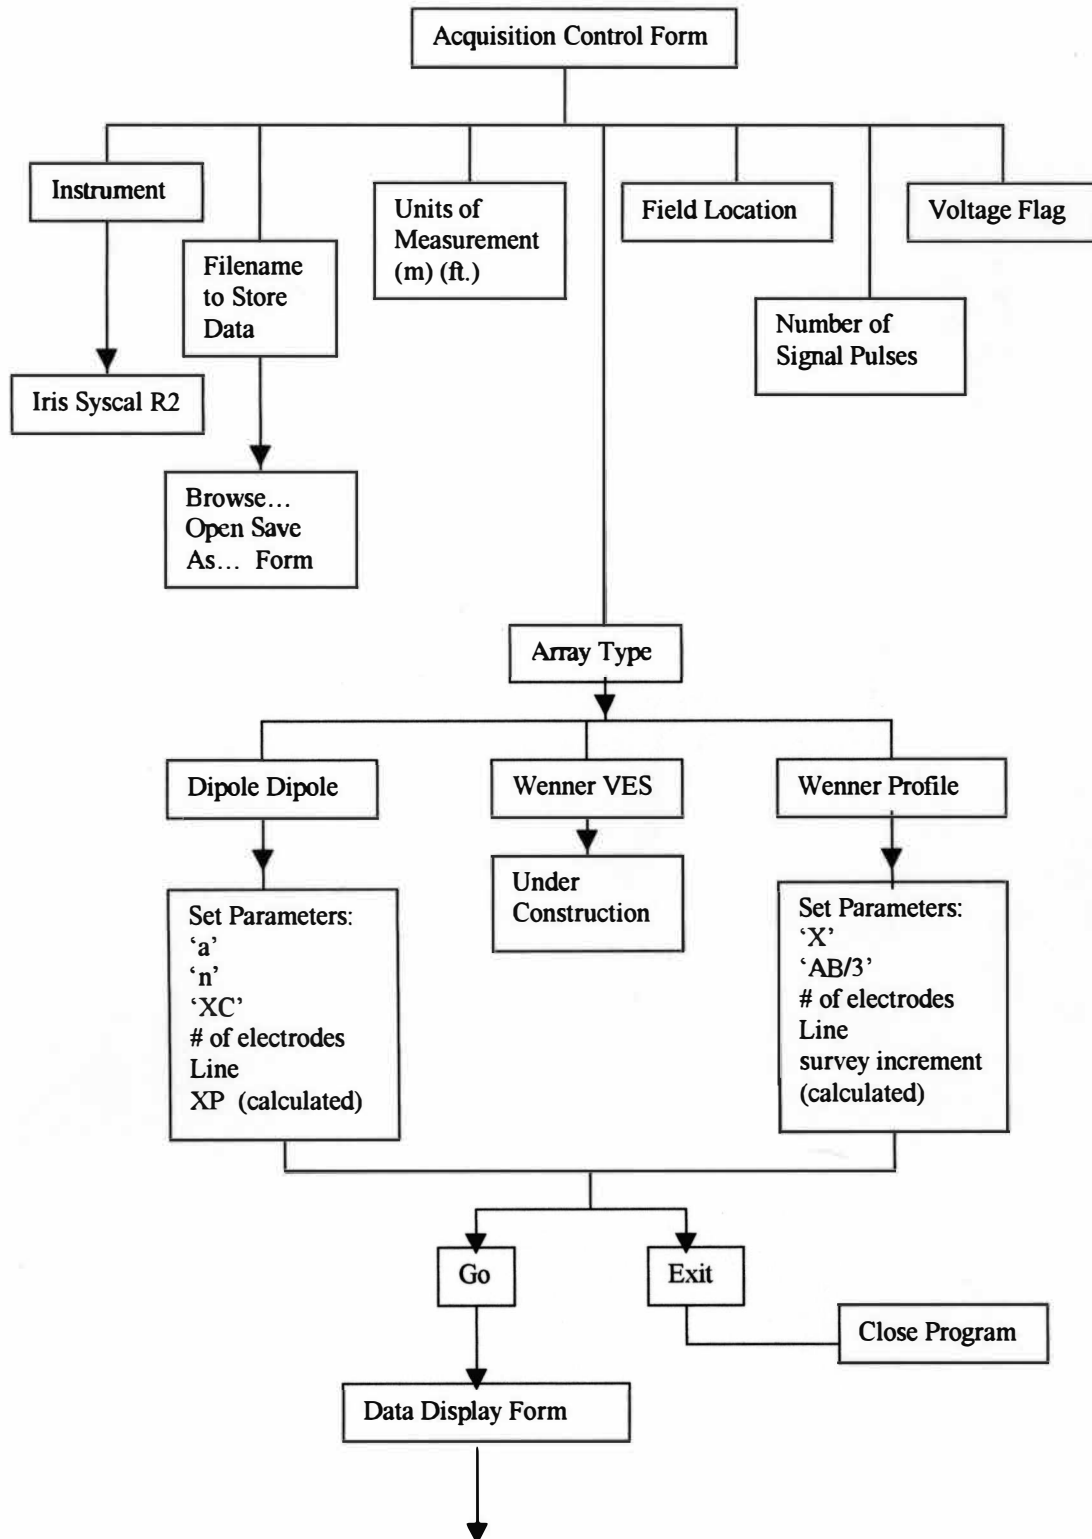 Acquisition Control Form
Instrument
Filename
to Store
Data
Units of
Measurement
(m) (ft.)
Field Location
Number of
Signal Pulses
Voltage Flag
Iris Syscal R2
Browse…
Open Save
As… Form
Array Type
Dipole Dipole
Wenner VES
Wenner Profile
Set Parameters:
‘a’
‘n’
‘XC’
# of electrodes
Line
XP (calculated)
Under
Construction
Set Parameters:
‘X’
‘AB/3’
# of electrodes
Line
survey increment
(calculated)
Go
Exit
Close Program
Data Display Form